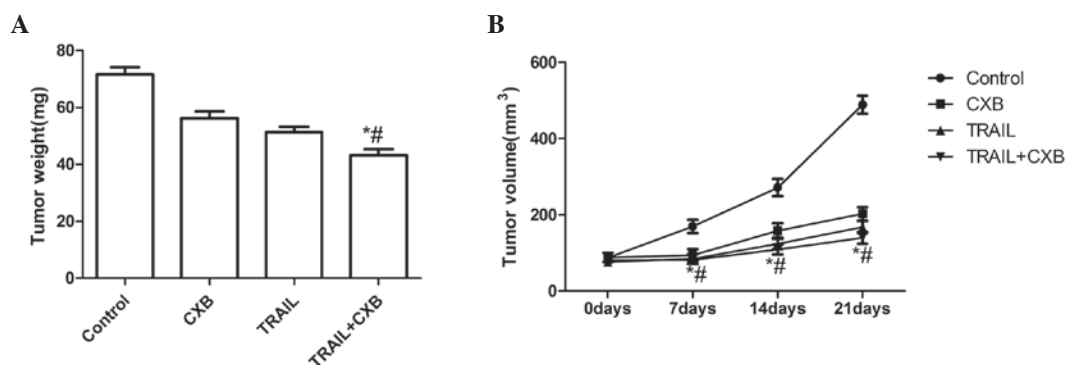 A
Tumor weight(mg)
80
60
40
20
0
*#
Control
CXB
TRAIL
TRAIL+CXB
B
Tumor volume(mm³)
600
400
200
0
*#
*#
*#
0days 7days 14days 21days
Control
CXB
TRAIL
TRAIL+CXB